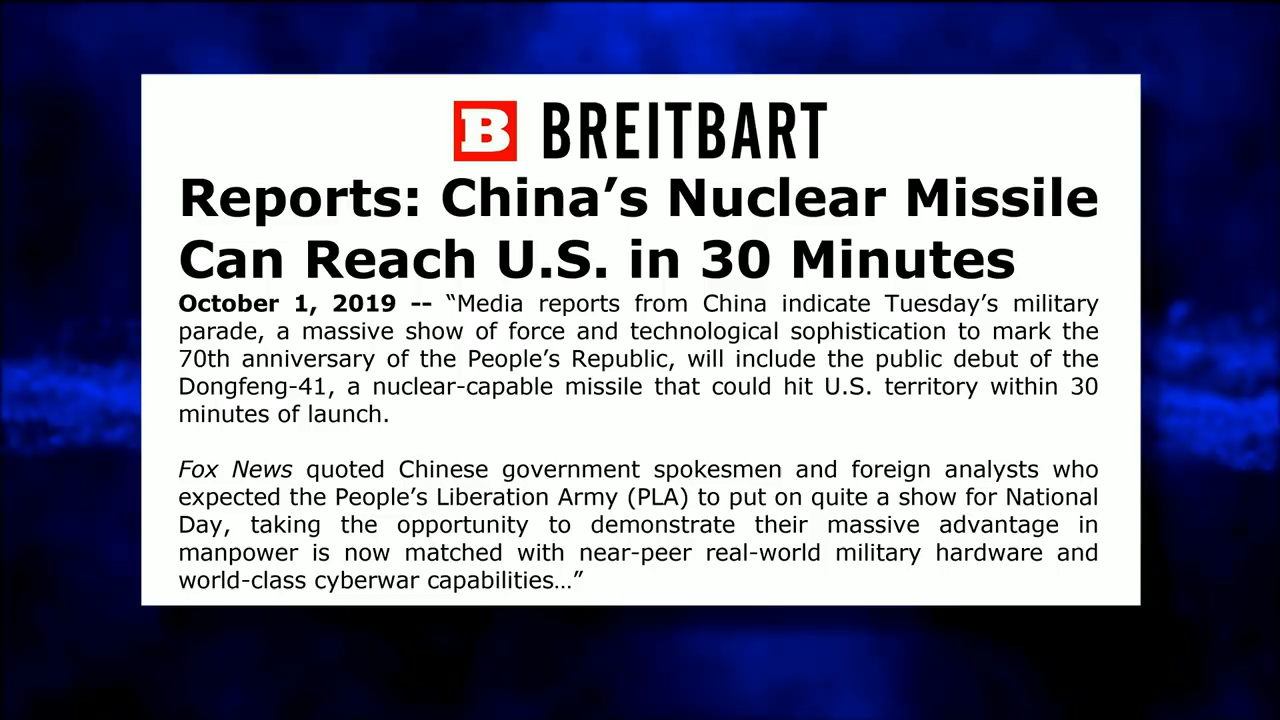 B BREITBART
Reports: China’s Nuclear Missile
Can Reach U.S. in 30 Minutes
October 1, 2019 -- “Media reports from China indicate Tuesday’s military
parade, a massive show of force and technological sophistication to mark the
70th anniversary of the People’s Republic, will include the public debut of the
Dongfeng-41, a nuclear-capable missile that could hit U.S. territory within 30
minutes of launch.
Fox News quoted Chinese government spokesmen and foreign analysts who
expected the People’s Liberation Army (PLA) to put on quite a show for National
Day, taking the opportunity to demonstrate their massive advantage in
manpower is now matched with near-peer real-world military hardware and
world-class cyberwar capabilities…”